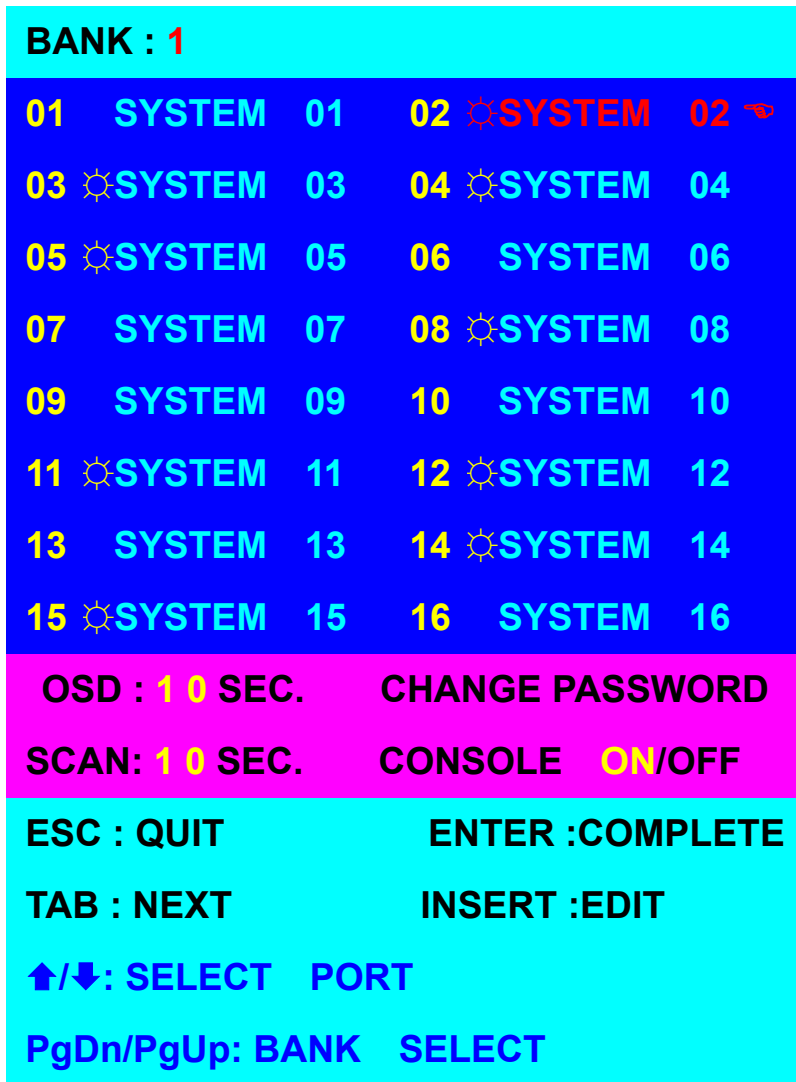 BANK : 1
01 SYSTEM 01 02 ☼SYSTEM 02 ☜
03 ☼SYSTEM 03 04 ☼SYSTEM 04
05 ☼SYSTEM 05 06 SYSTEM 06
07 SYSTEM 07 08 ☼SYSTEM 08
09 SYSTEM 09 10 SYSTEM 10
11 ☼SYSTEM 11 12 ☼SYSTEM 12
13 SYSTEM 13 14 ☼SYSTEM 14
15 ☼SYSTEM 15 16 SYSTEM 16
OSD : 1 0 SEC. CHANGE PASSWORD
SCAN: 1 0 SEC. CONSOLE ON/OFF
ESC : QUIT ENTER :COMPLETE
TAB : NEXT INSERT :EDIT
⬆/⬇: SELECT PORT
PgDn/PgUp: BANK SELECT